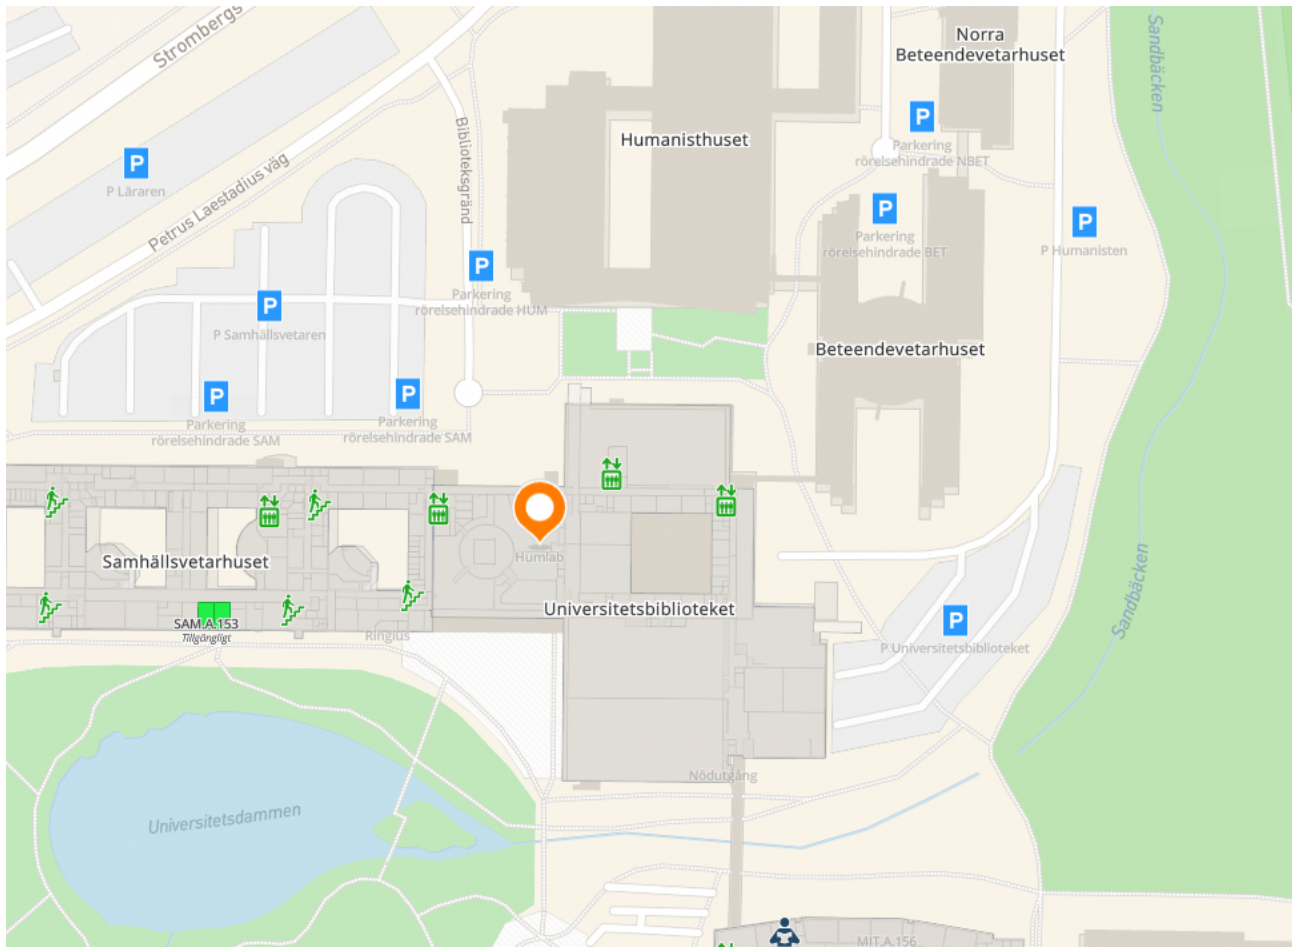 Strombergs
Norra
Beteendevetarhuset
Sandbäcken
P
Biblioteksgränd
Humanisthuset
Parkering
rörelsehindrade NBET
P
P Läraren
Petrus Laestadius väg
P
Parkering
rörelsehindrade BET
P
P Humanisten
P
Parkering
rörelsehindrade HUM
P
P Samhällsvetaren
Beteendevetarhuset
P
Parkering
rörelsehindrade SAM
P
Parkering
rörelsehindrade SAM
Humlab
Samhällsvetarhuset
Universitetsbiblioteket
Sandbäcken
SAM.A.153
Tillgängligt
Ringius
P
P Universitetsbiblioteket
Nödutgång
Universitetsdammen
MIT.A.156